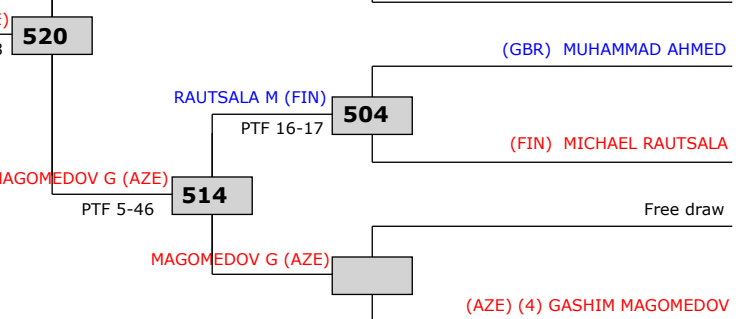 520
(GBR) MUHAMMAD AHMED
RAUTSALA M (FIN)
504
PTF 16-17
(FIN) MICHAEL RAUTSALA
MAGOMEDOV G (AZE)
514
PTF 5-46
Free draw
MAGOMEDOV G (AZE)
(AZE) (4) GASHIM MAGOMEDOV